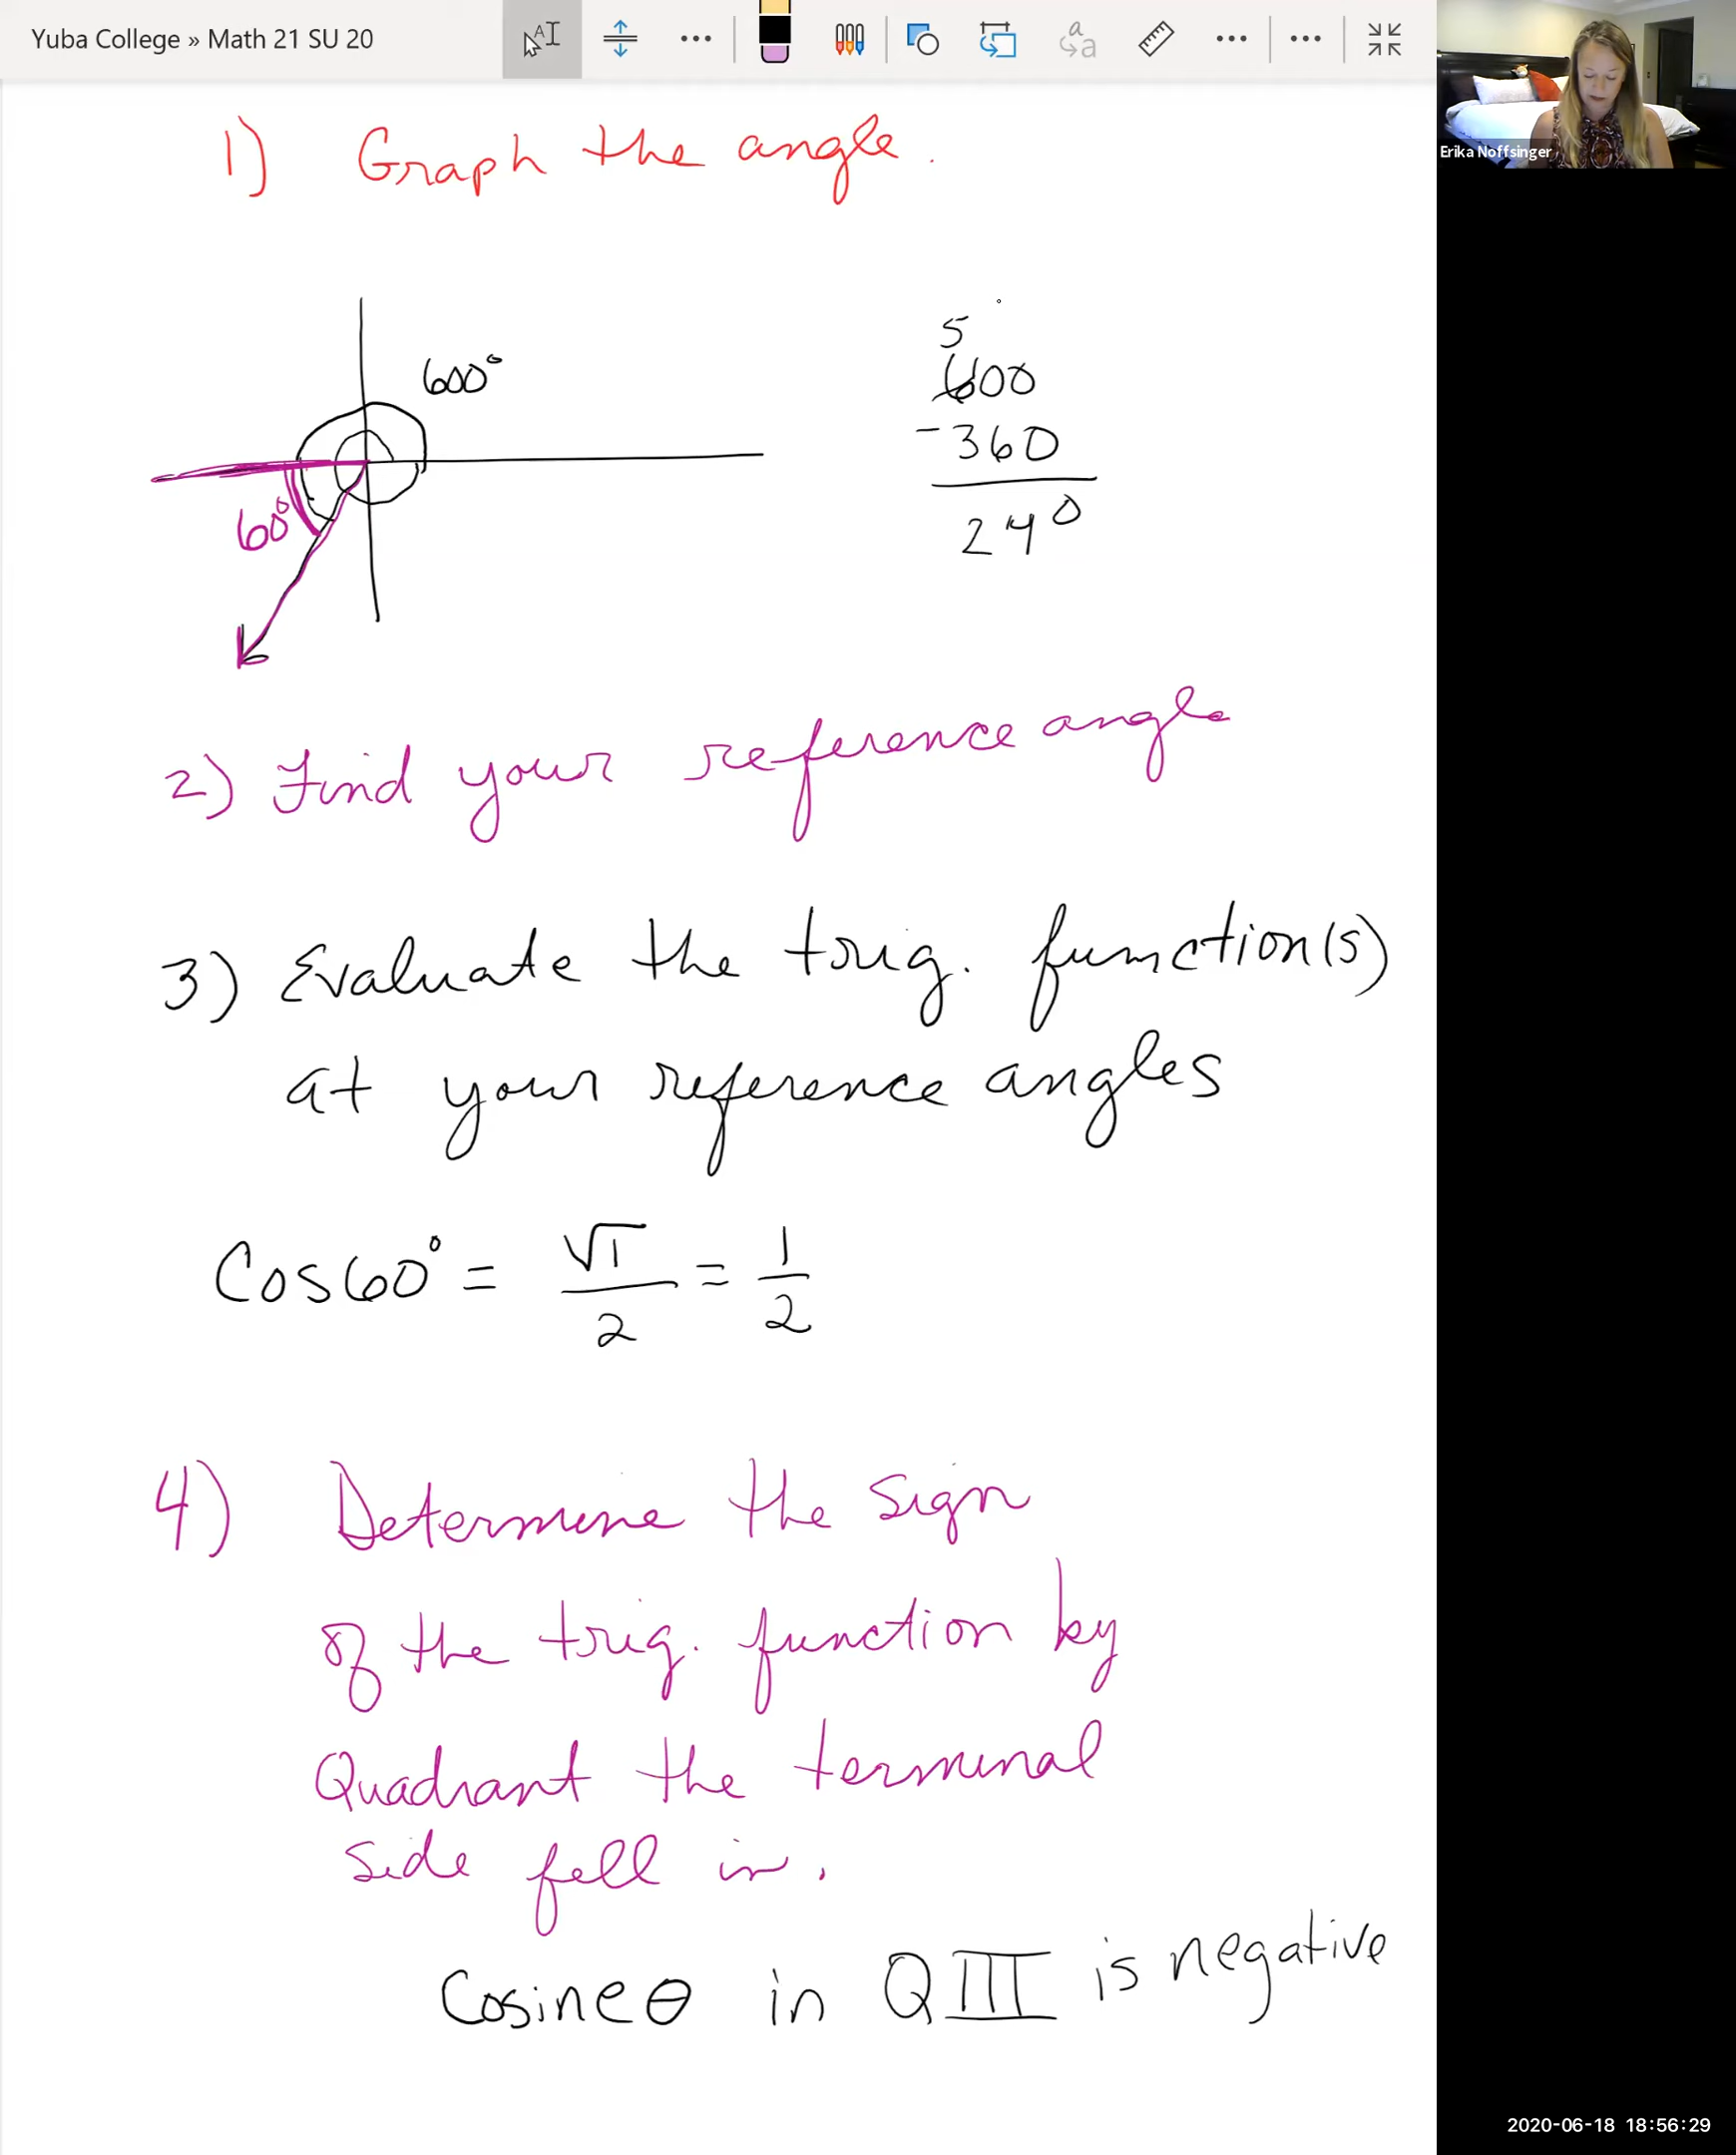 Yuba College » Math 21 SU 20
Erika Noffsinger
1) Graph the angle.
600°
60°
5
600
-360
240
2) Find your reference angle
3) Evaluate the trig. function(s)
at your reference angles
Cos60° = √1/2 = 1/2
4) Determine the sign
of the trig. function by
Quadrant the terminal
side fell in.
Cosine θ in QIII is negative
2020-06-18 18:56:29